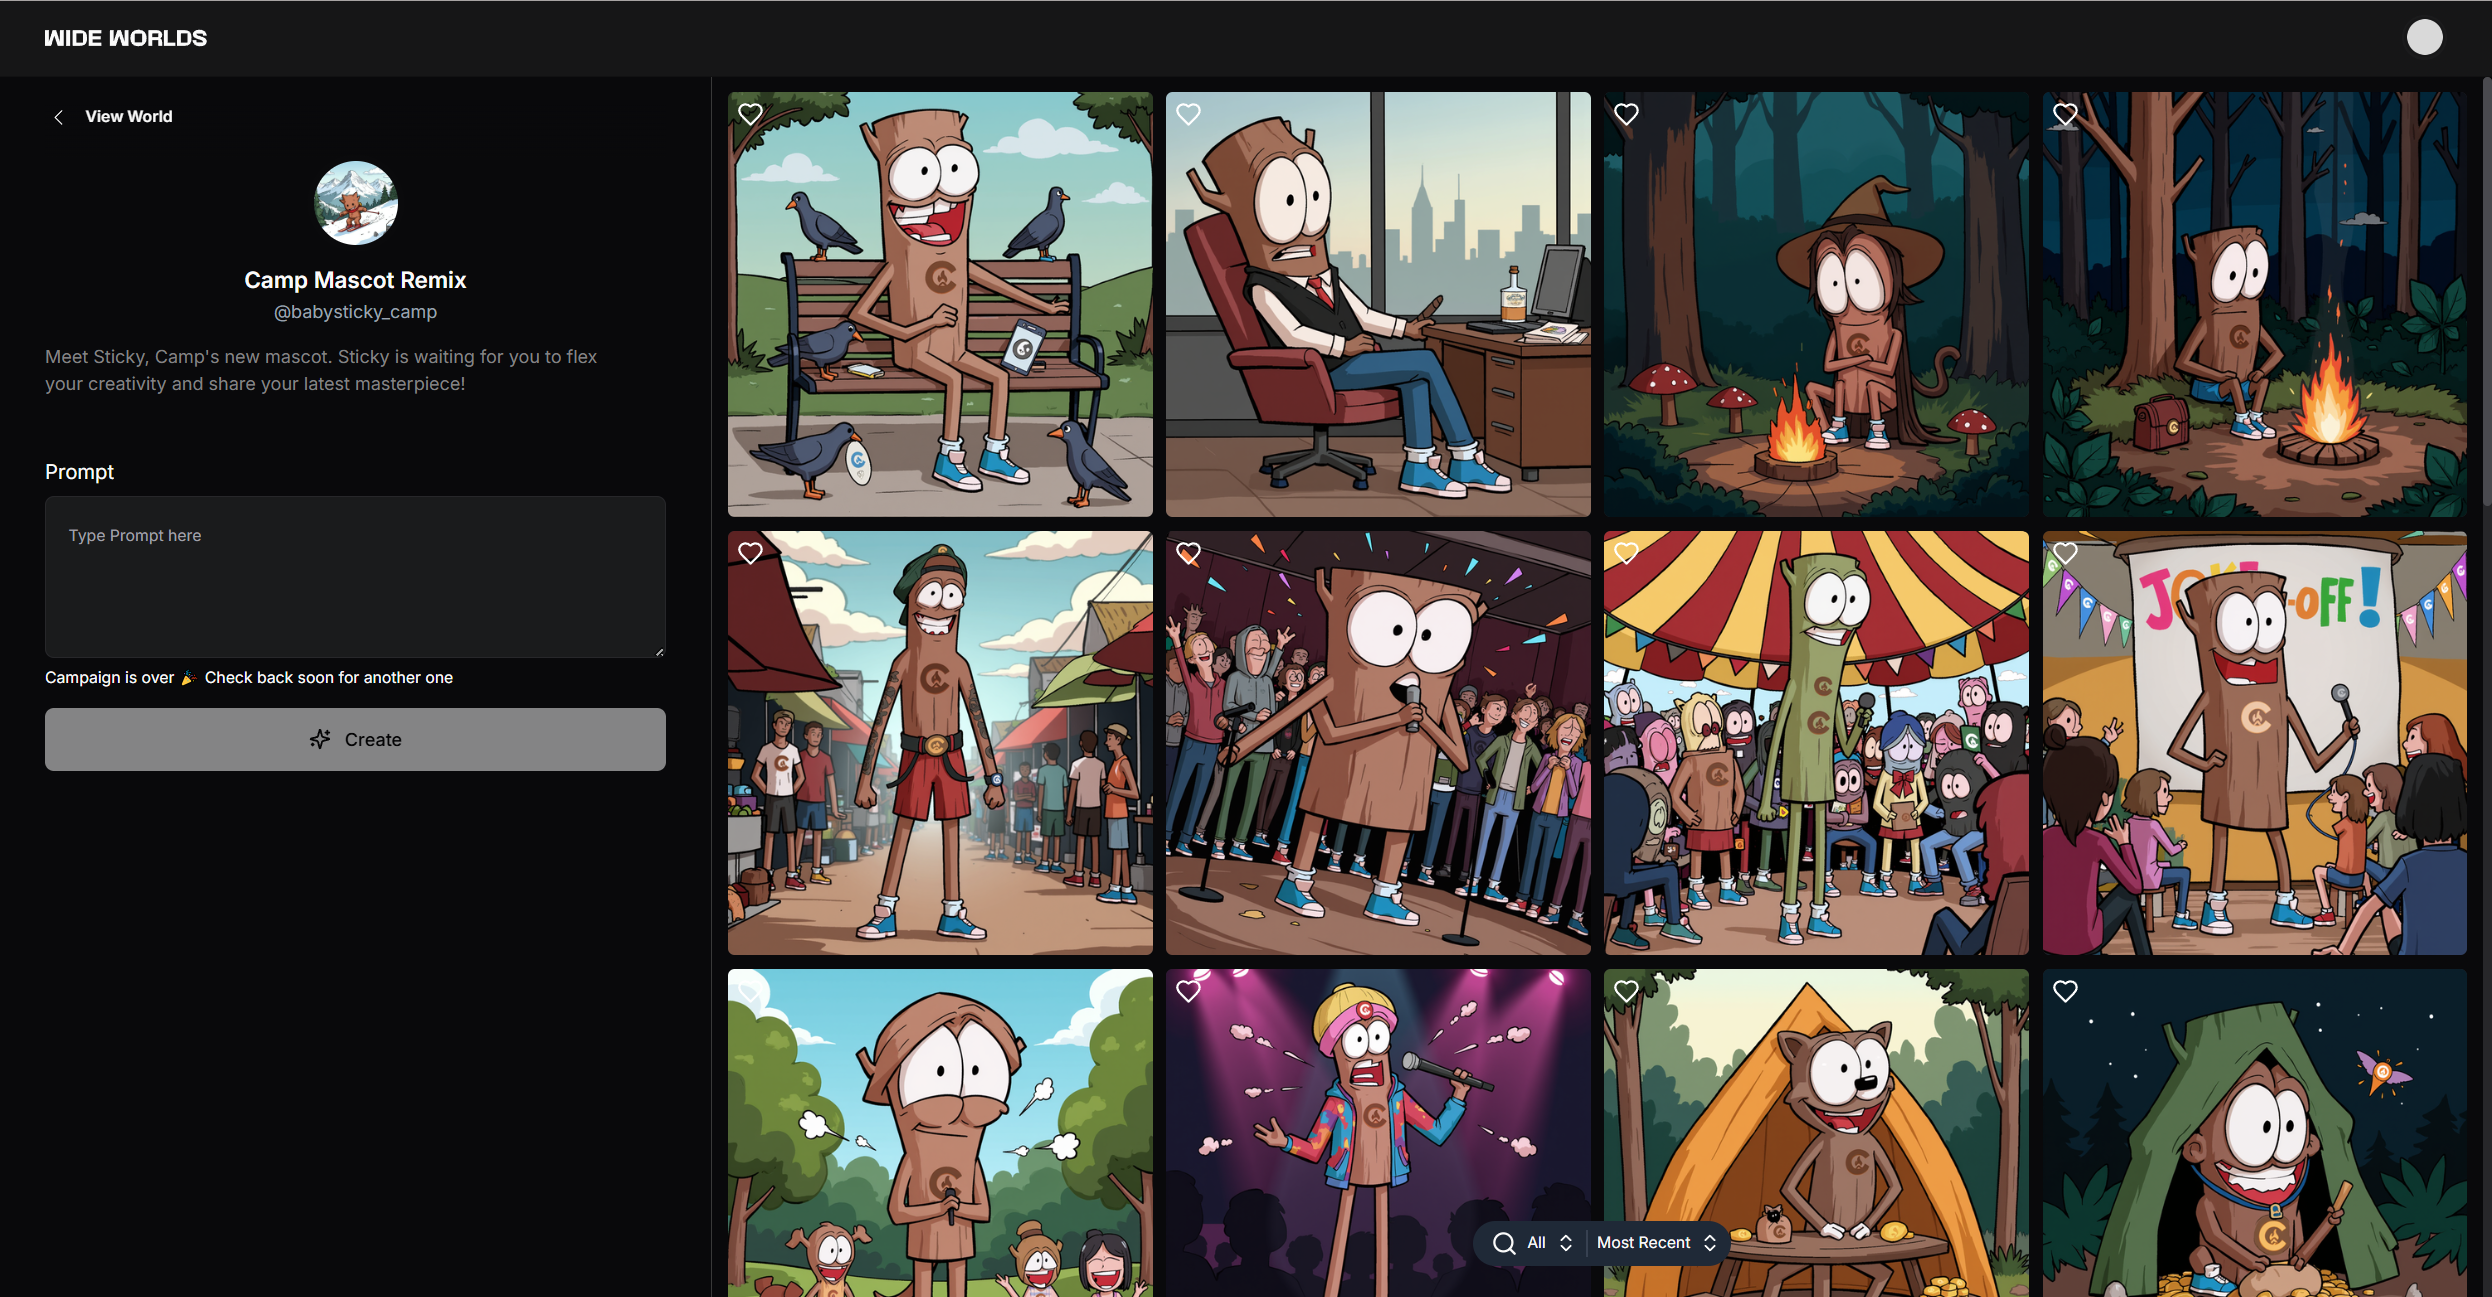 WIDE WORLDS
View World
Camp Mascot Remix
@babysticky_camp
Meet Sticky, Camp's new mascot. Sticky is waiting for you to flex
your creativity and share your latest masterpiece!
Prompt
Type Prompt here
Campaign is over 🎉 Check back soon for another one
Create
JOKE-OFF!
All
Most Recent